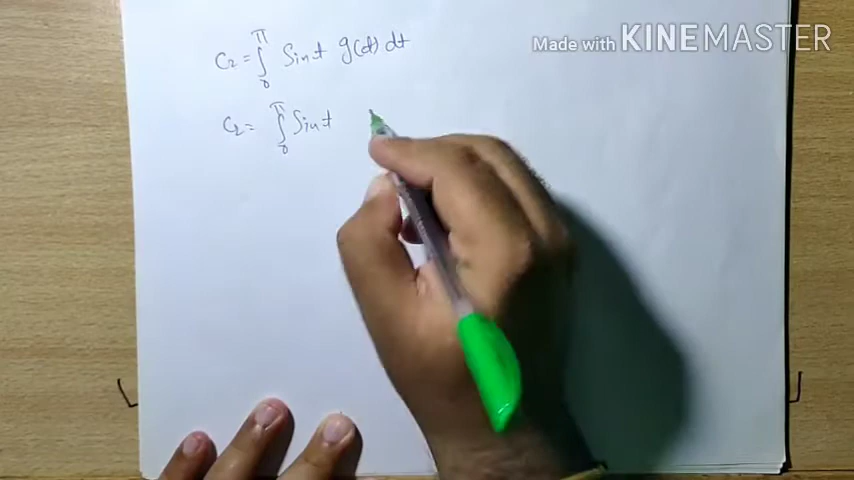 C₂ = ∫₀^π Sin t g(t) dt
Made with KINEMASTER
C₂ = ∫₀^π Sin t